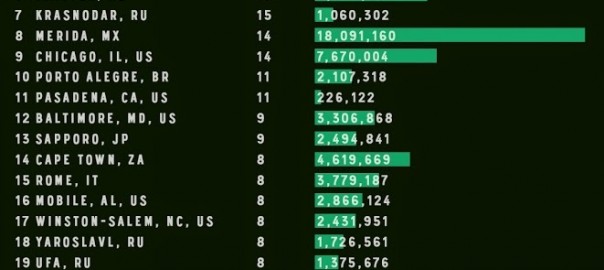 7 KRASNODAR, RU 15 1,060,302
8 MERIDA, MX 14 18,091,160
9 CHICAGO, IL, US 14 7,670,004
10 PORTO ALEGRE, BR 11 2,107,318
11 PASADENA, CA, US 11 226,122
12 BALTIMORE, MD, US 9 3,306,868
13 SAPPORO, JP 9 2,494,841
14 CAPE TOWN, ZA 8 4,619,669
15 ROME, IT 8 3,779,187
16 MOBILE, AL, US 8 2,866,124
17 WINSTON-SALEM, NC, US 8 2,431,951
18 YAROSLAVL, RU 8 1,726,561
19 UFA, RU 8 1,375,676